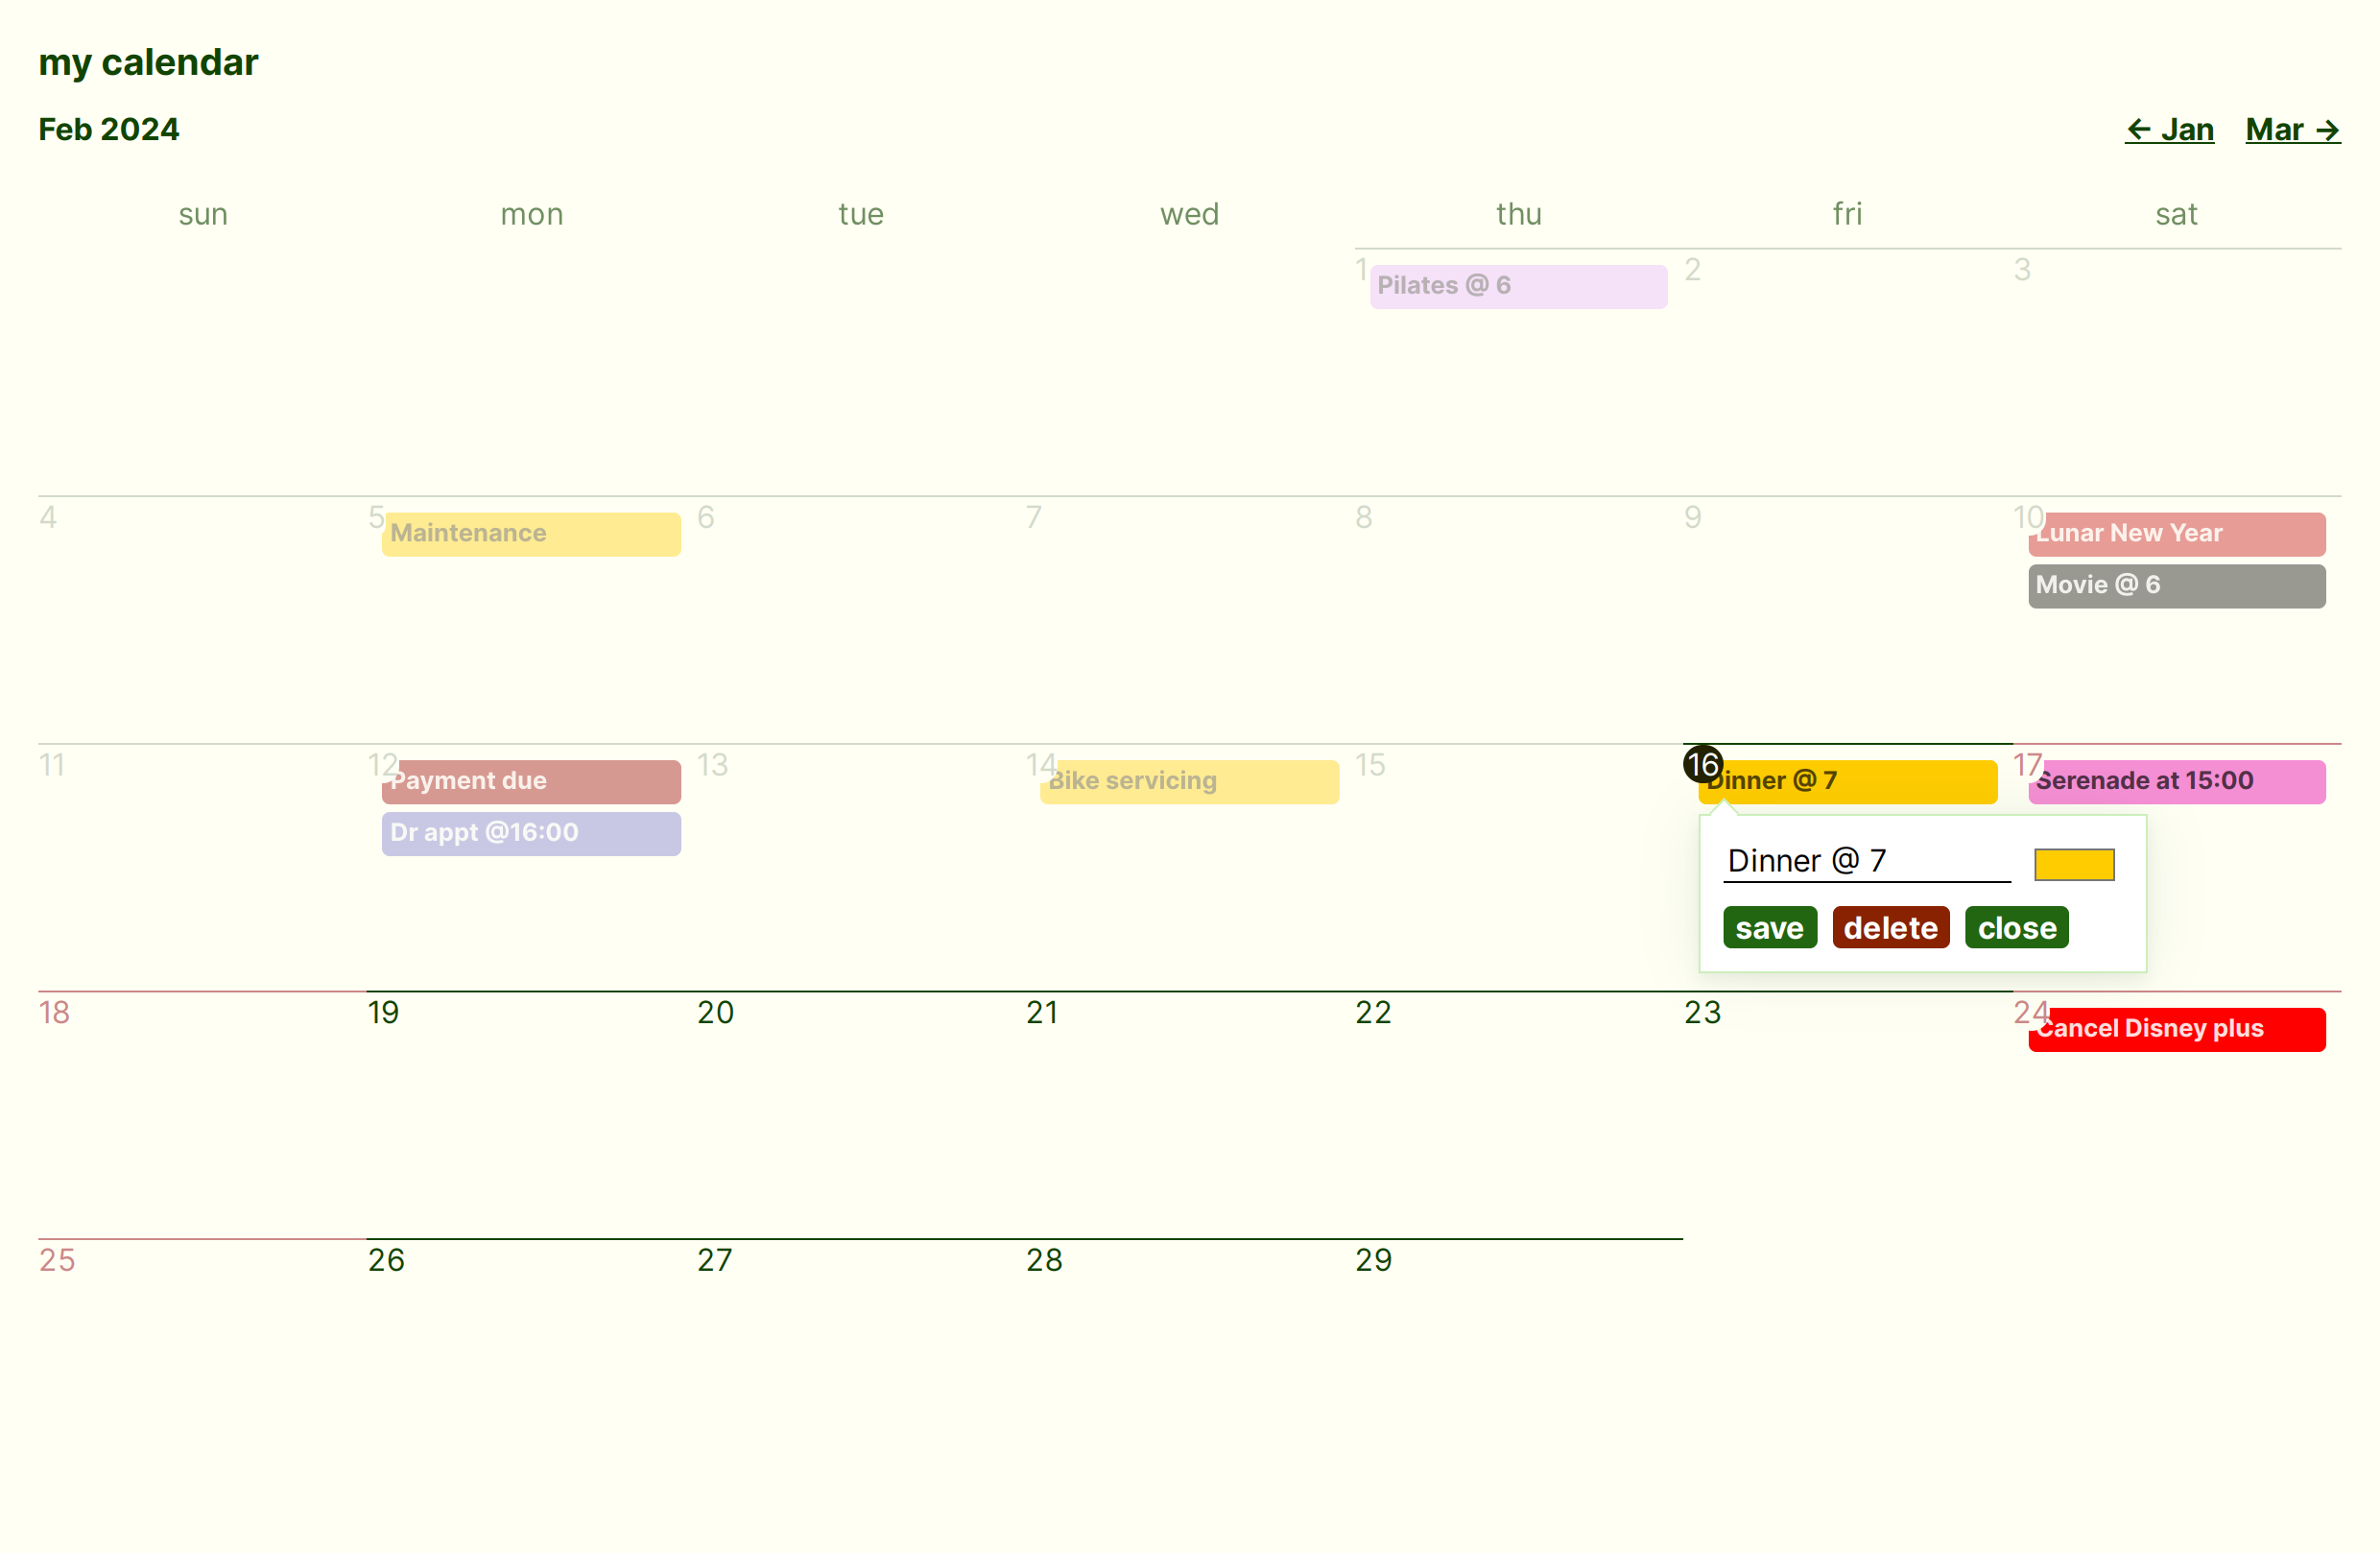 my calendar
Feb 2024
← Jan Mar →
sun mon tue wed thu fri sat
1 Pilates @ 6 2 3
4 5 Maintenance 6 7 8 9 10 Lunar New Year
Movie @ 6
11 12 Payment due 13 14 Bike servicing 15 16 Dinner @ 7 17 Serenade at 15:00
Dr appt @16:00
Dinner @ 7
save delete close
18 19 20 21 22 23 24 Cancel Disney plus
25 26 27 28 29